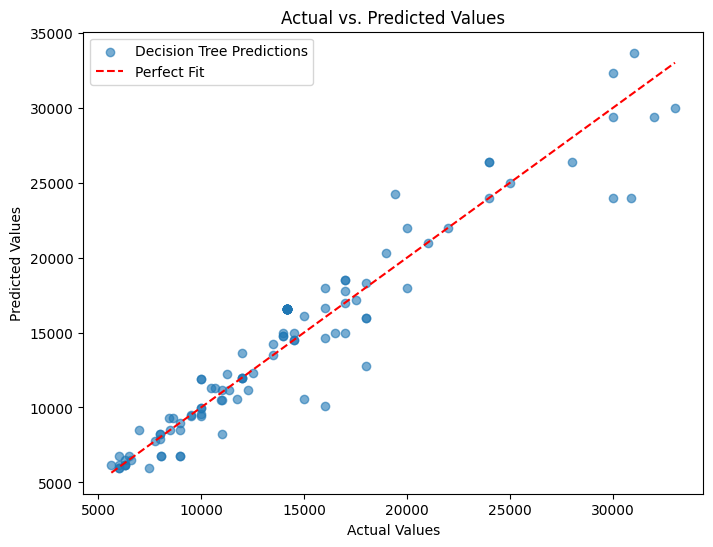 Actual vs. Predicted Values
Decision Tree Predictions
Perfect Fit
Predicted Values
35000
30000
25000
20000
15000
10000
5000
5000 10000 15000 20000 25000 30000
Actual Values